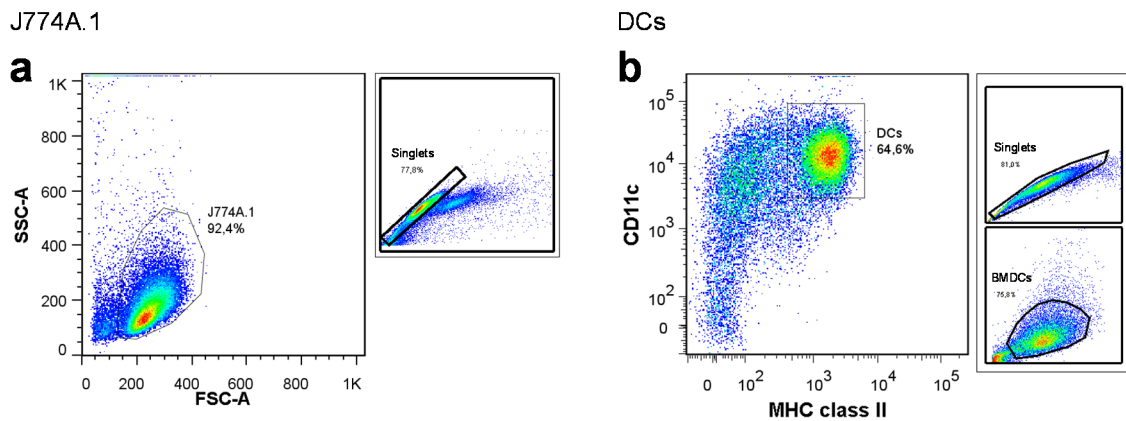 J774A.1
DCs
a
b
1K
800
600
400
200
0
SSC-A
J774A.1
92,4%
0 200 400 600 800 1K
FSC-A
Singlets
77,8%
10^5
10^4
10^3
10^2
0
CD11c
DCs
64,6%
0 10^2 10^3 10^4 10^5
MHC class II
Singlets
81,0%
BMDCs
75,8%